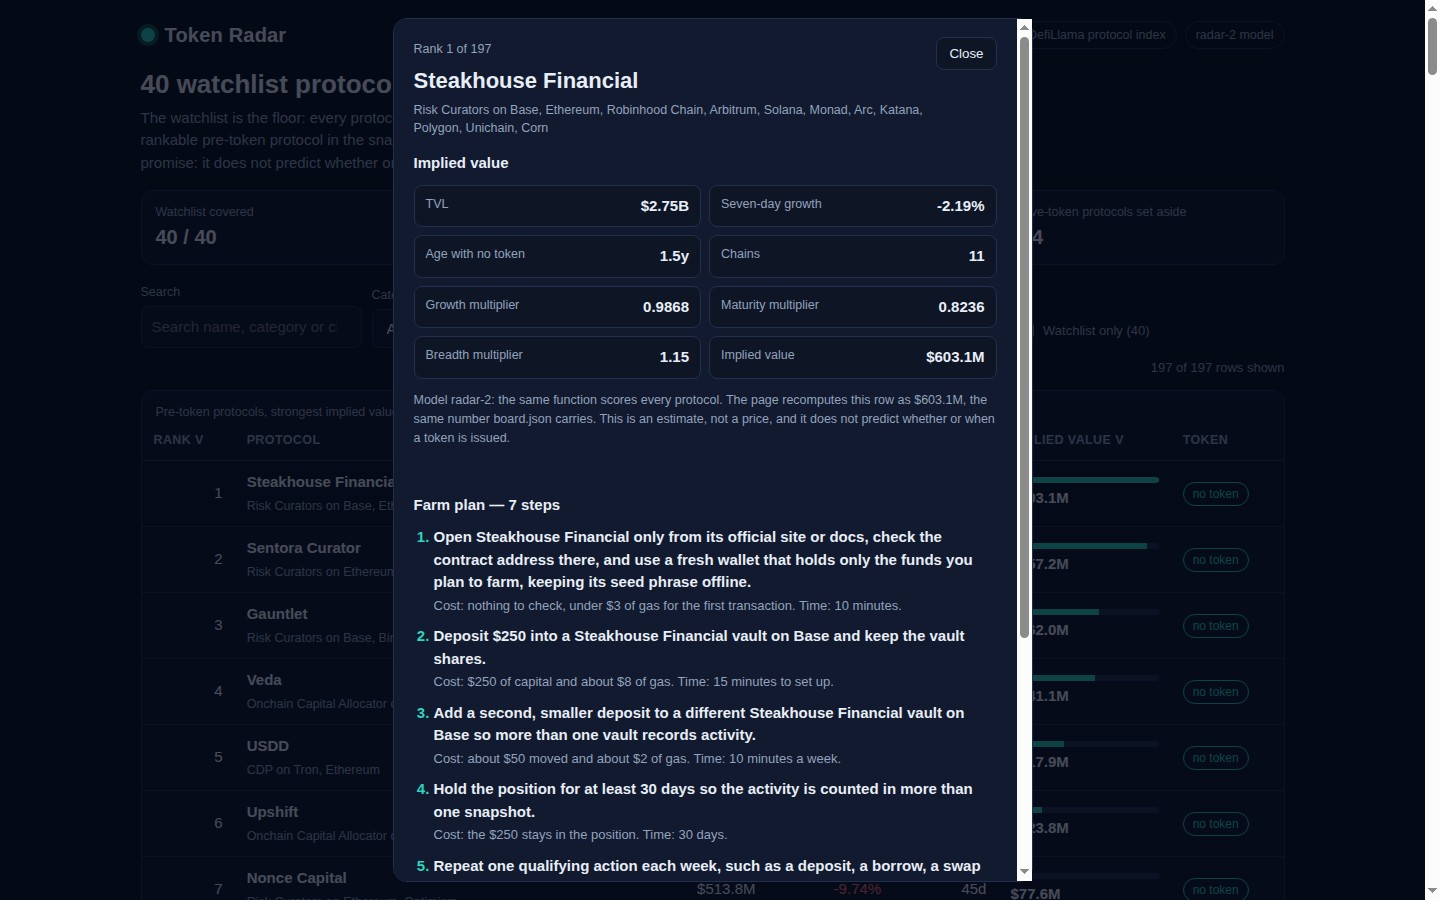 Token Radar
efiLlama protocol index
radar-2 model
40 watchlist protoco
The watchlist is the floor: every protoc
rankable pre-token protocol in the sna
promise: it does not predict whether or
Watchlist covered
40 / 40
ve-token protocols set aside
4
Search
Cate
Search name, category or c
A
Watchlist only (40)
197 of 197 rows shown
Pre-token protocols, strongest implied value
RANK V
PROTOCOL
LIED VALUE V
TOKEN
1
Steakhouse Financia
Risk Curators on Base, Eth
03.1M
no token
2
Sentora Curator
Risk Curators on Ethereum
67.2M
no token
3
Gauntlet
Risk Curators on Base, Bin
62.0M
no token
4
Veda
Onchain Capital Allocator o
41.1M
no token
5
USDD
CDP on Tron, Ethereum
17.9M
no token
6
Upshift
Onchain Capital Allocator o
23.8M
no token
7
Nonce Capital
$513.8M
-9.74%
45d
$77.6M
no token
Rank 1 of 197
Close
Steakhouse Financial
Risk Curators on Base, Ethereum, Robinhood Chain, Arbitrum, Solana, Monad, Arc, Katana,
Polygon, Unichain, Corn
Implied value
TVL
$2.75B
Seven-day growth
-2.19%
Age with no token
1.5y
Chains
11
Growth multiplier
0.9868
Maturity multiplier
0.8236
Breadth multiplier
1.15
Implied value
$603.1M
Model radar-2: the same function scores every protocol. The page recomputes this row as $603.1M, the
same number board.json carries. This is an estimate, not a price, and it does not predict whether or when
a token is issued.
Farm plan — 7 steps
1. Open Steakhouse Financial only from its official site or docs, check the
contract address there, and use a fresh wallet that holds only the funds you
plan to farm, keeping its seed phrase offline.
Cost: nothing to check, under $3 of gas for the first transaction. Time: 10 minutes.
2. Deposit $250 into a Steakhouse Financial vault on Base and keep the vault
shares.
Cost: $250 of capital and about $8 of gas. Time: 15 minutes to set up.
3. Add a second, smaller deposit to a different Steakhouse Financial vault on
Base so more than one vault records activity.
Cost: about $50 moved and about $2 of gas. Time: 10 minutes a week.
4. Hold the position for at least 30 days so the activity is counted in more than
one snapshot.
Cost: the $250 stays in the position. Time: 30 days.
5. Repeat one qualifying action each week, such as a deposit, a borrow, a swap